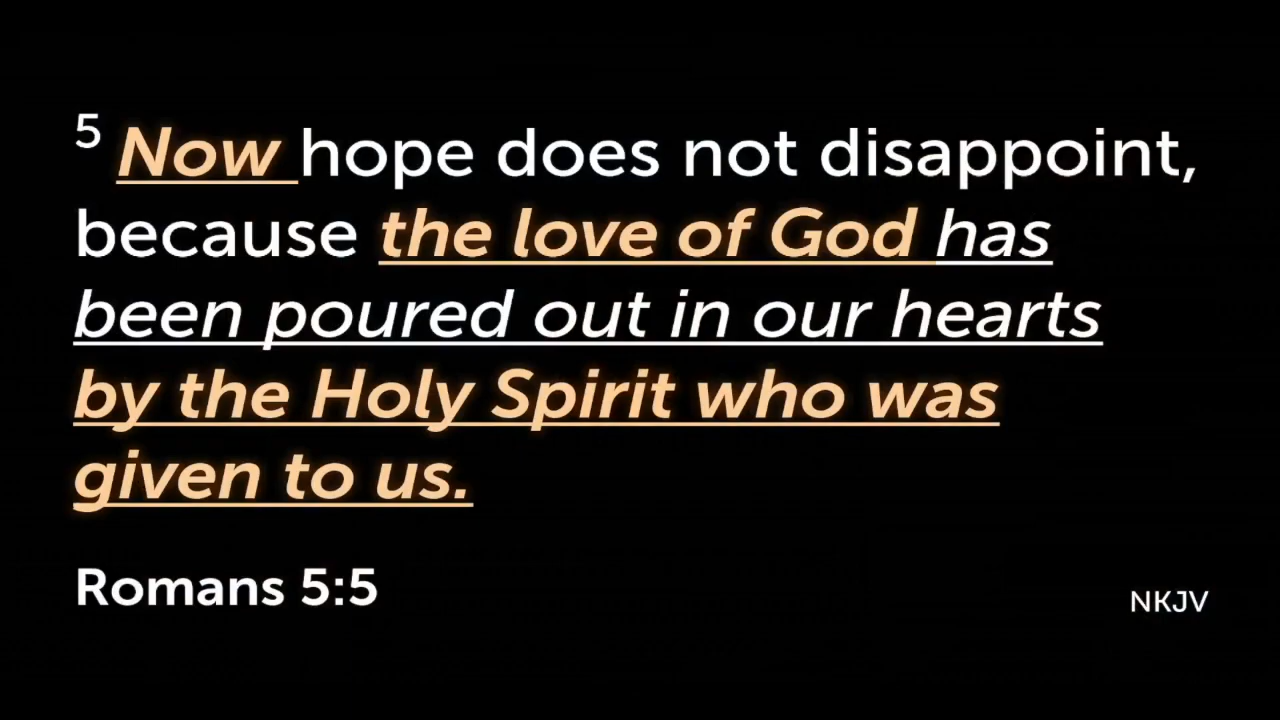 5 Now hope does not disappoint,
because the love of God has
been poured out in our hearts
by the Holy Spirit who was
given to us.
Romans 5:5
NKJV